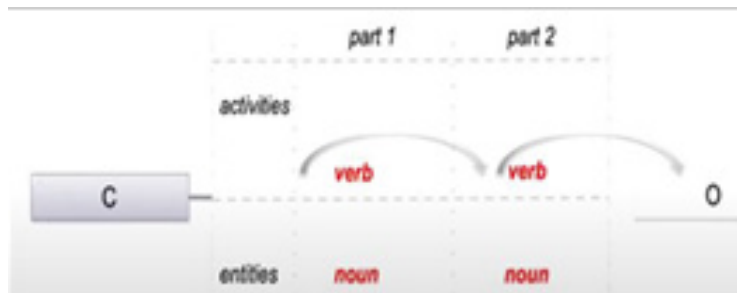 part 1 part 2
activities
verb verb
C O
entities noun noun